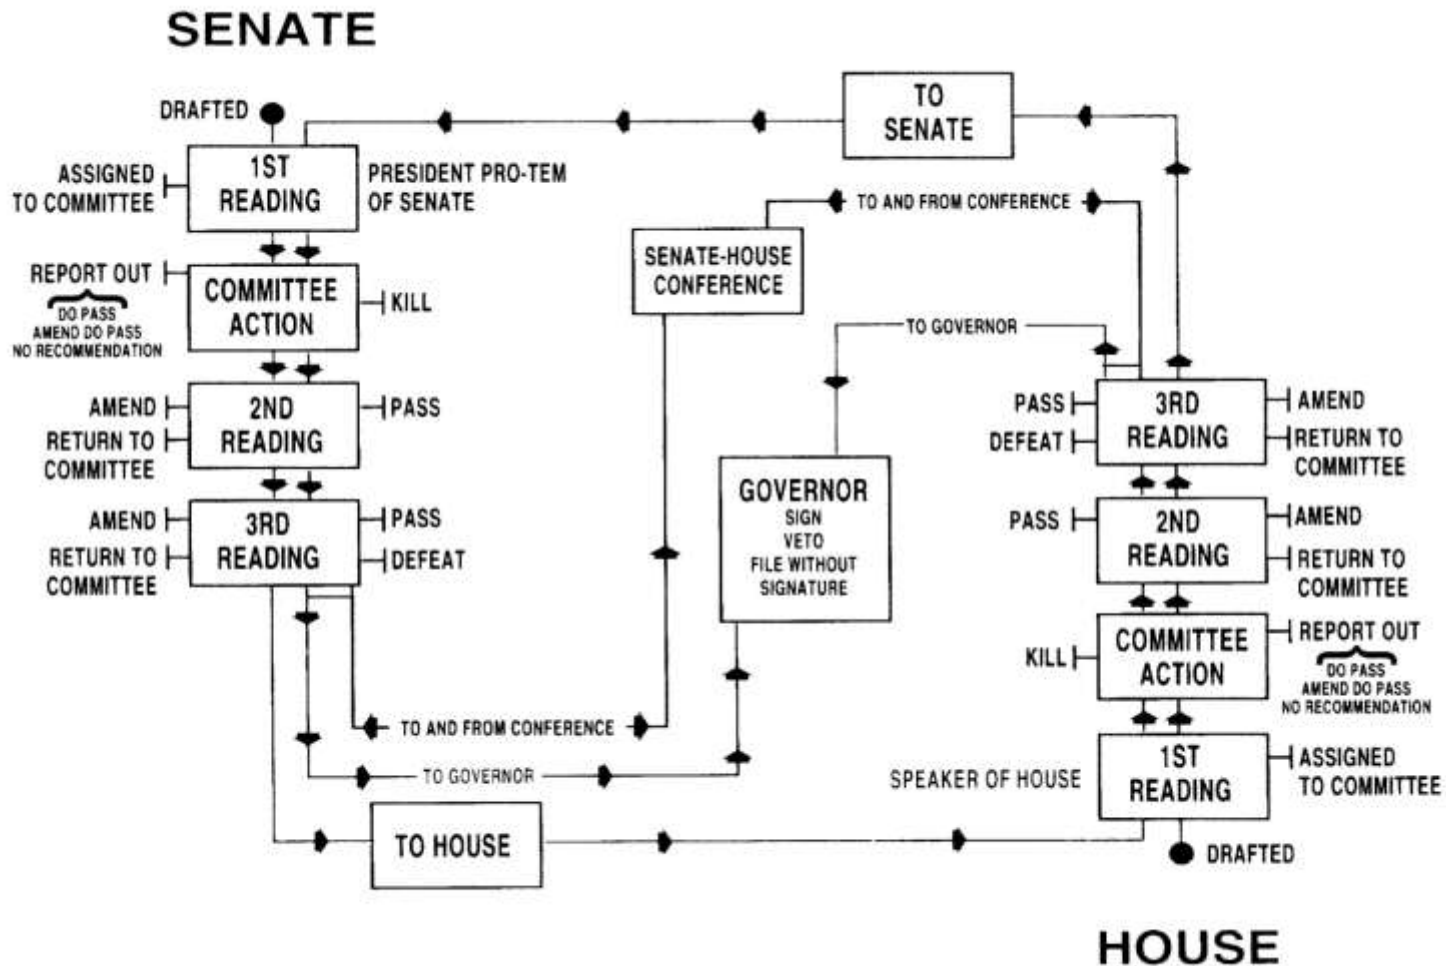 SENATE
DRAFTED
TO
SENATE
1ST
READING
ASSIGNED
TO COMMITTEE
PRESIDENT PRO-TEM
OF SENATE
TO AND FROM CONFERENCE
SENATE-HOUSE
CONFERENCE
REPORT OUT
DO PASS
AMEND DO PASS
NO RECOMMENDATION
COMMITTEE
ACTION
KILL
TO GOVERNOR
AMEND
RETURN TO
COMMITTEE
2ND
READING
PASS
PASS
DEFEAT
3RD
READING
AMEND
RETURN TO
COMMITTEE
GOVERNOR
SIGN
VETO
FILE WITHOUT
SIGNATURE
AMEND
RETURN TO
COMMITTEE
3RD
READING
PASS
DEFEAT
PASS
2ND
READING
AMEND
RETURN TO
COMMITTEE
KILL
COMMITTEE
ACTION
REPORT OUT
DO PASS
AMEND DO PASS
NO RECOMMENDATION
TO AND FROM CONFERENCE
TO GOVERNOR
SPEAKER OF HOUSE
1ST
READING
ASSIGNED
TO COMMITTEE
TO HOUSE
DRAFTED
HOUSE